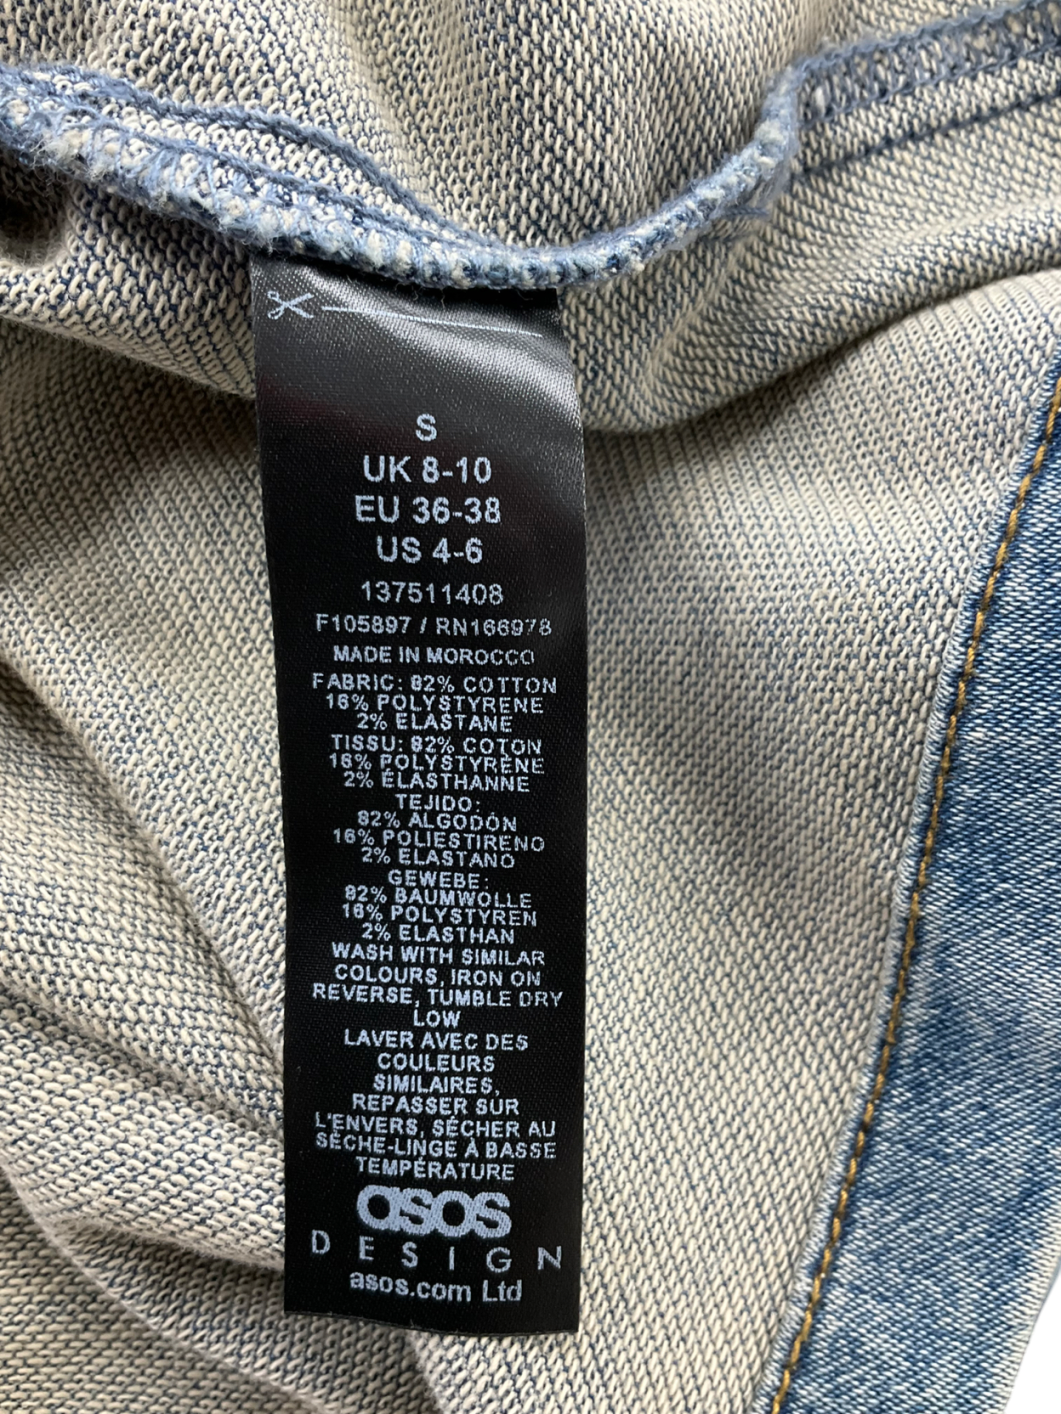 S
UK 8-10
EU 36-38
US 4-6
137511408
F105897 / RN166978
MADE IN MOROCCO
FABRIC: 82% COTTON
16% POLYSTYRENE
2% ELASTANE
TISSU: 82% COTON
16% POLYSTYRÈNE
2% ÉLASTHANNE
TEJIDO:
82% ALGODÓN
16% POLIESTIRENO
2% ELASTANO
GEWEBE:
82% BAUMWOLLE
16% POLYSTYREN
2% ELASTHAN
WASH WITH SIMILAR
COLOURS, IRON ON
REVERSE, TUMBLE DRY
LOW
LAVER AVEC DES
COULEURS
SIMILAIRES,
REPASSER SUR
L'ENVERS, SÉCHER AU
SÈCHE-LINGE À BASSE
TEMPÉRATURE
asos
DESIGN
asos.com Ltd